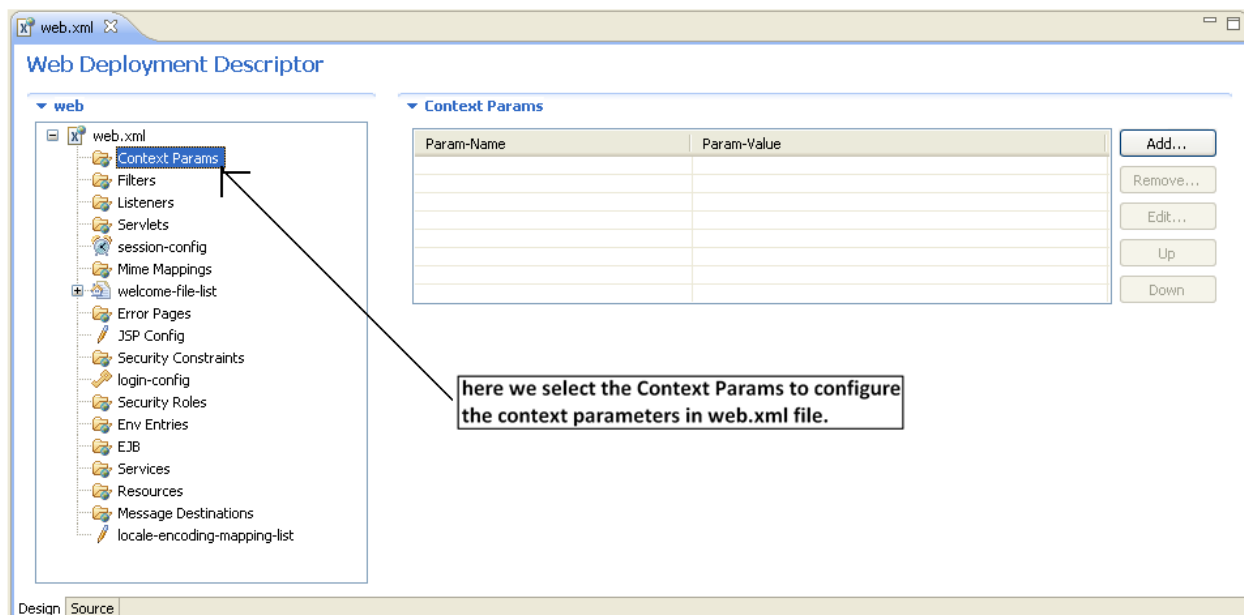 web.xml
Web Deployment Descriptor
web
web.xml
Context Params
Filters
Listeners
Servlets
session-config
Mime Mappings
welcome-file-list
Error Pages
JSP Config
Security Constraints
login-config
Security Roles
Env Entries
EJB
Services
Resources
Message Destinations
locale-encoding-mapping-list
Context Params
Param-Name Param-Value
Add...
Remove...
Edit...
Up
Down
here we select the Context Params to configure
the context parameters in web.xml file.
Design Source